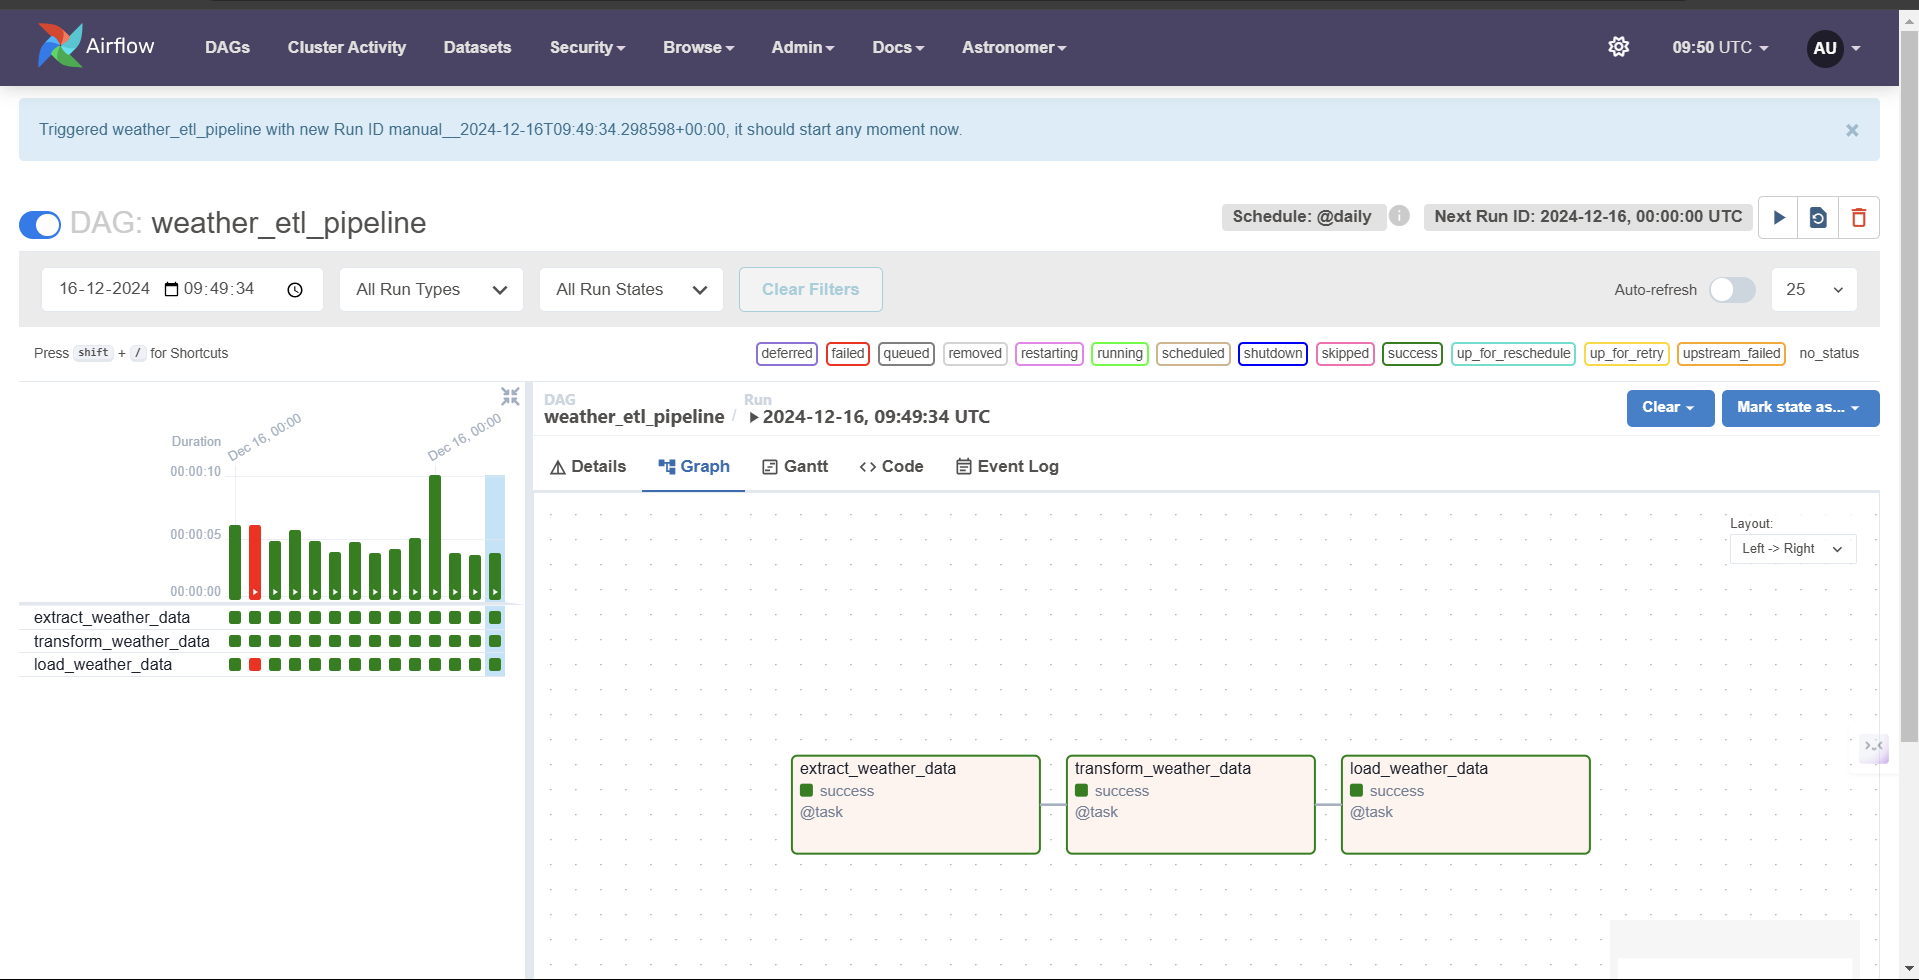 Airflow DAGs Cluster Activity Datasets Security Browse Admin Docs Astronomer 09:50 UTC AU
Triggered weather_etl_pipeline with new Run ID manual__2024-12-16T09:49:34.298598+00:00, it should start any moment now. ×
DAG: weather_etl_pipeline Schedule: @daily i Next Run ID: 2024-12-16, 00:00:00 UTC
16-12-2024 09:49:34 All Run Types All Run States Clear Filters Auto-refresh 25
Press shift + / for Shortcuts deferred failed queued removed restarting running scheduled shutdown skipped success up_for_reschedule up_for_retry upstream_failed no_status
Duration
Dec 16, 00:00
Dec 16, 00:00
00:00:10
00:00:05
00:00:00
extract_weather_data
transform_weather_data
load_weather_data
DAG Run
weather_etl_pipeline / 2024-12-16, 09:49:34 UTC Clear Mark state as...
Details Graph Gantt Code Event Log
Layout:
Left -> Right
extract_weather_data
success
@task
transform_weather_data
success
@task
load_weather_data
success
@task